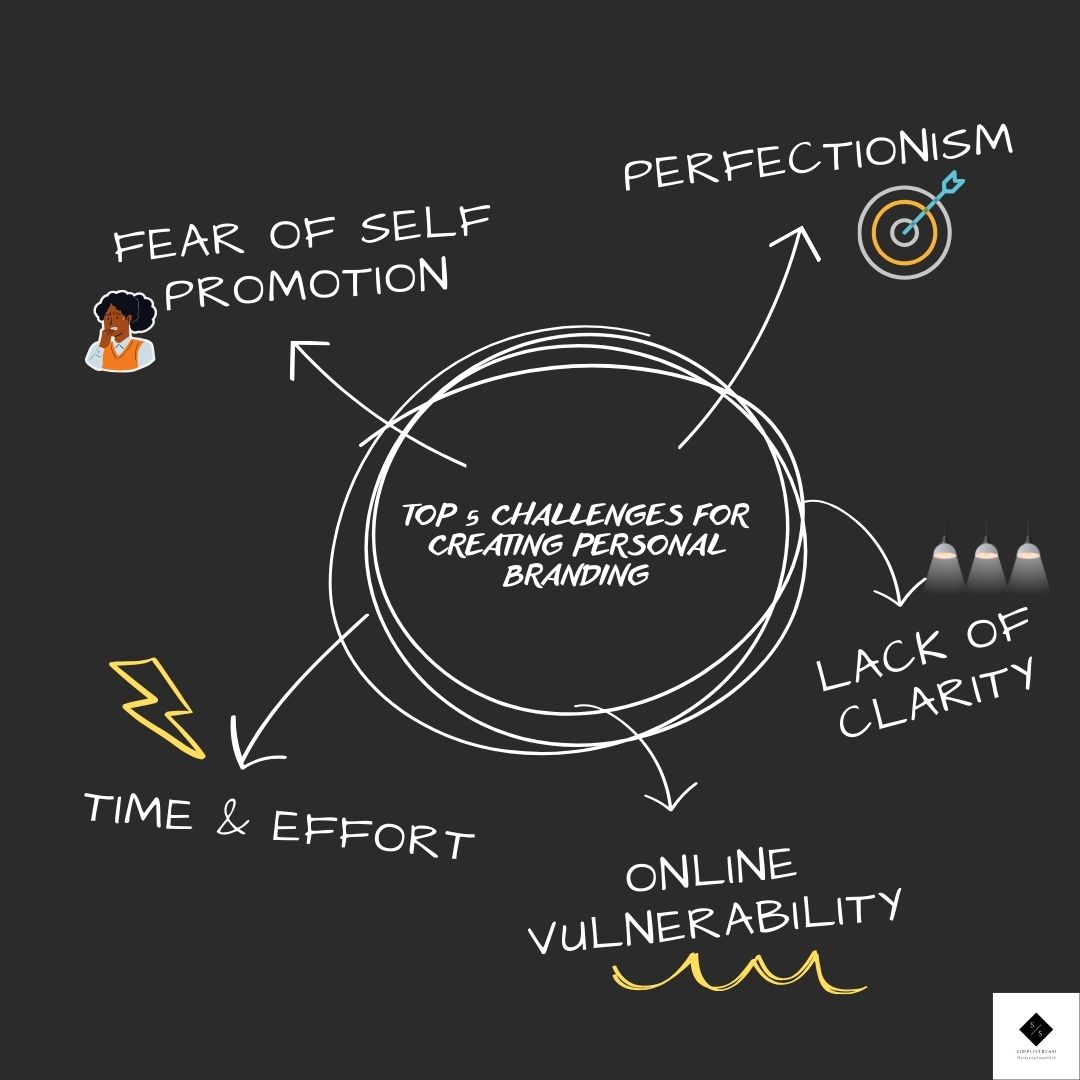 PERFECTIONISM
FEAR OF SELF
PROMOTION
TOP 5 CHALLENGES FOR
CREATING PERSONAL
BRANDING
LACK OF
CLARITY
TIME & EFFORT
ONLINE
VULNERABILITY
S
S
SIMPLISTREAM